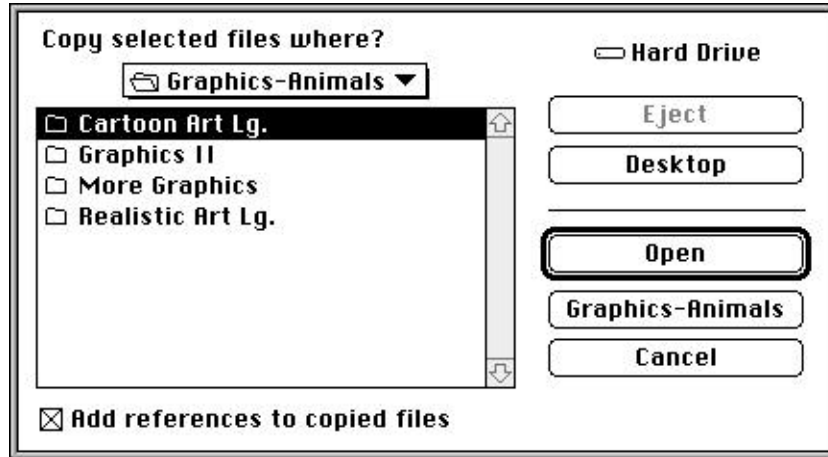 Copy selected files where?
Graphics-Animals
Cartoon Art Lg.
Graphics II
More Graphics
Realistic Art Lg.
Add references to copied files
Hard Drive
Eject
Desktop
Open
Graphics-Animals
Cancel